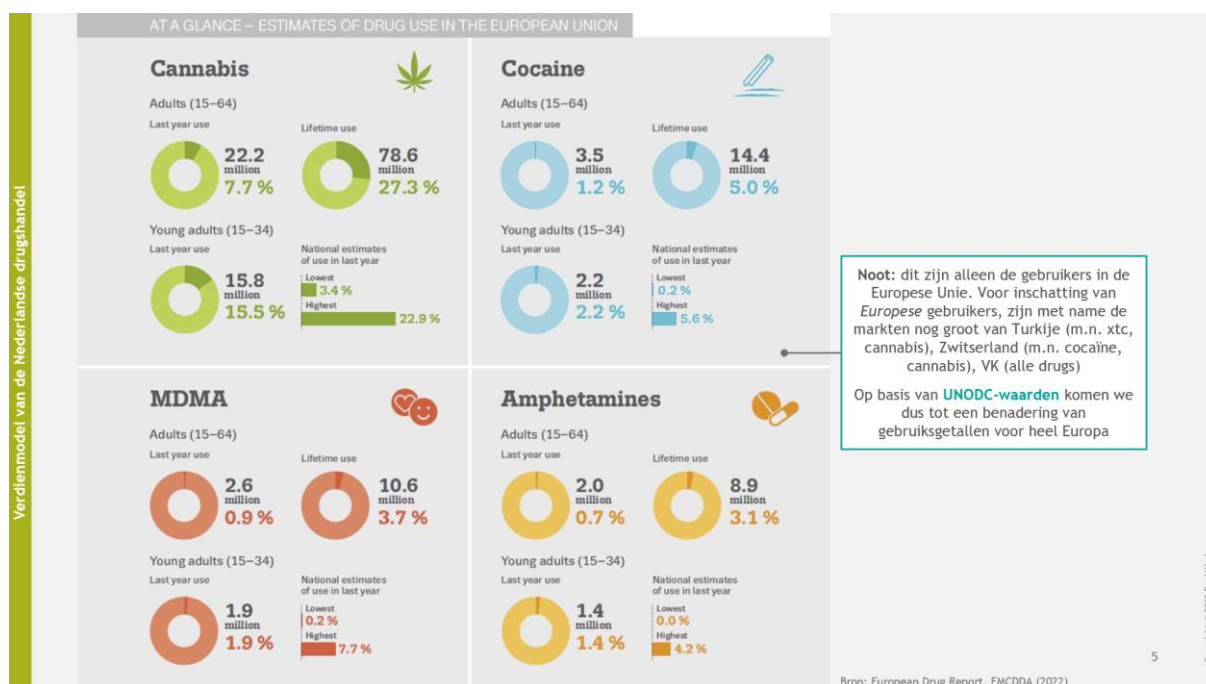 Verdienmodel van de Nederlandse drugshandel
AT A GLANCE – ESTIMATES OF DRUG USE IN THE EUROPEAN UNION
Cannabis
Adults (15–64)
Last year use
22.2
million
7.7 %
Lifetime use
78.6
million
27.3 %
Young adults (15–34)
Last year use
15.8
million
15.5 %
National estimates
of use in last year
Lowest
3.4 %
Highest
22.9 %
Cocaine
Adults (15–64)
Last year use
3.5
million
1.2 %
Lifetime use
14.4
million
5.0 %
Young adults (15–34)
Last year use
2.2
million
2.2 %
National estimates
of use in last year
Lowest
0.2 %
Highest
5.6 %
MDMA
Adults (15–64)
Last year use
2.6
million
0.9 %
Lifetime use
10.6
million
3.7 %
Young adults (15–34)
Last year use
1.9
million
1.9 %
National estimates
of use in last year
Lowest
0.2 %
Highest
7.7 %
Amphetamines
Adults (15–64)
Last year use
2.0
million
0.7 %
Lifetime use
8.9
million
3.1 %
Young adults (15–34)
Last year use
1.4
million
1.4 %
National estimates
of use in last year
Lowest
0.0 %
Highest
4.2 %
Noot: dit zijn alleen de gebruikers in de
Europese Unie. Voor inschatting van
Europese gebruikers, zijn met name de
markten nog groot van Turkije (m.n. xtc,
cannabis), Zwitserland (m.n. cocaïne,
cannabis), VK (alle drugs)
Op basis van UNODC-waarden komen we
dus tot een benadering van
gebruiksgetallen voor heel Europa
5
Bron: European Drug Report, EMCDDA (2022)